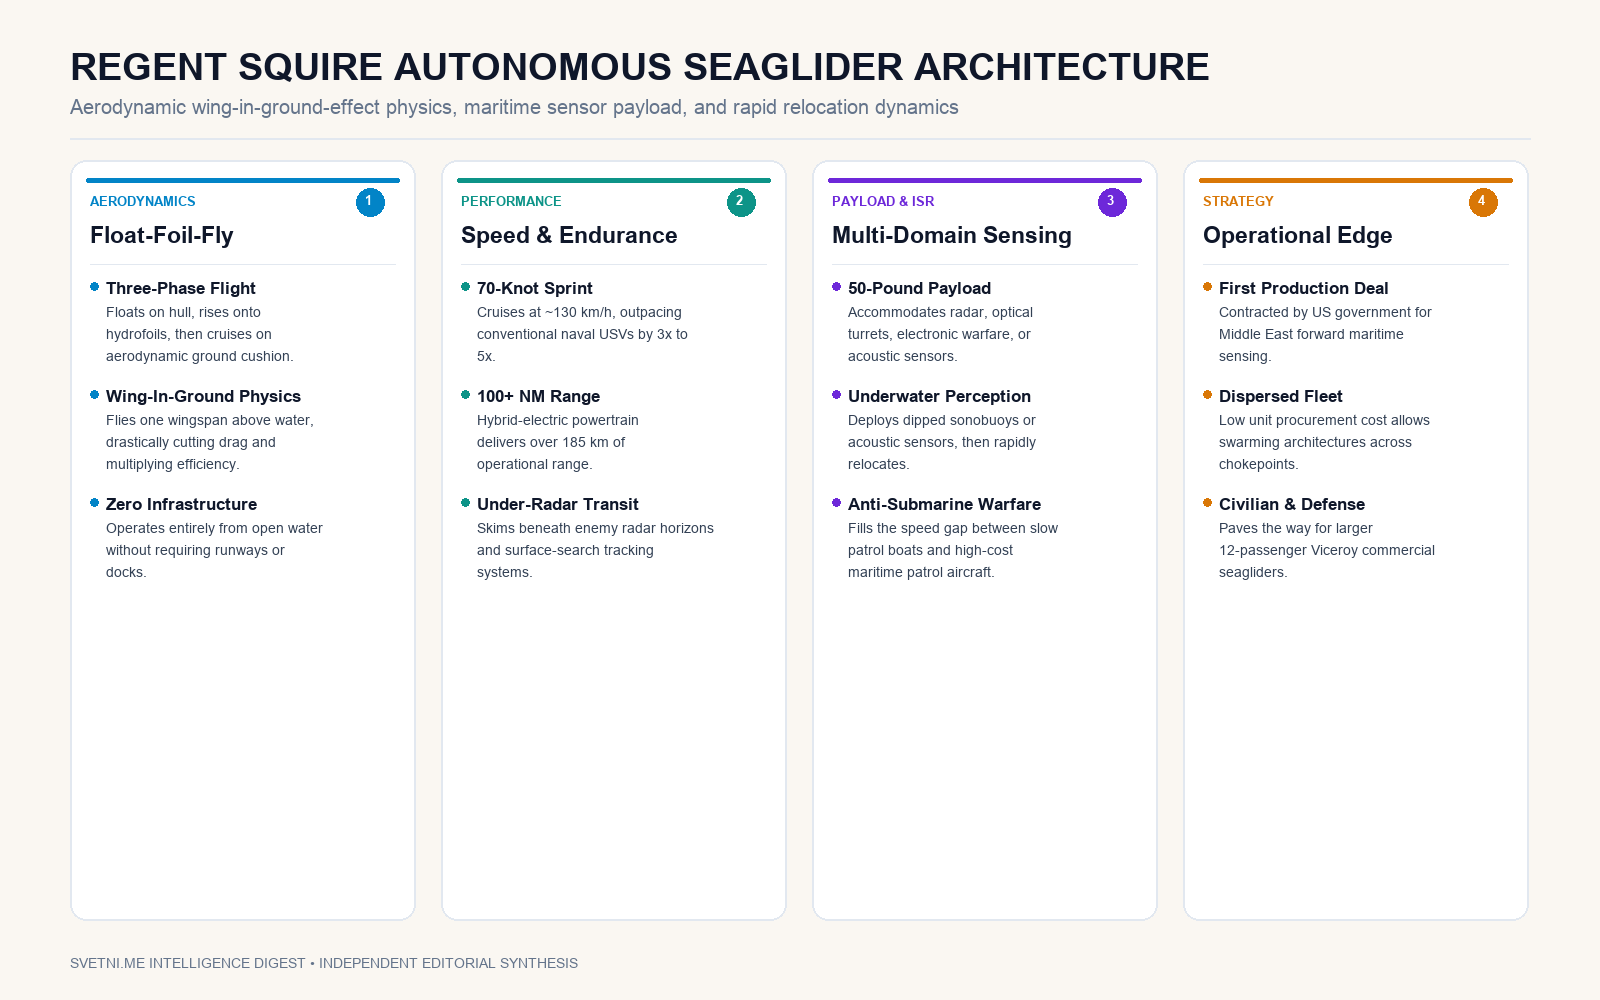 REGENT SQUIRE AUTONOMOUS SEAGLIDER ARCHITECTURE
Aerodynamic wing-in-ground-effect physics, maritime sensor payload, and rapid relocation dynamics
AERODYNAMICS
1
Float-Foil-Fly
Three-Phase Flight
Floats on hull, rises onto
hydrofoils, then cruises on
aerodynamic ground cushion.
Wing-In-Ground Physics
Flies one wingspan above water,
drastically cutting drag and
multiplying efficiency.
Zero Infrastructure
Operates entirely from open water
without requiring runways or
docks.
PERFORMANCE
2
Speed & Endurance
70-Knot Sprint
Cruises at ~130 km/h, outpacing
conventional naval USVs by 3x to
5x.
100+ NM Range
Hybrid-electric powertrain
delivers over 185 km of
operational range.
Under-Radar Transit
Skims beneath enemy radar horizons
and surface-search tracking
systems.
PAYLOAD & ISR
3
Multi-Domain Sensing
50-Pound Payload
Accommodates radar, optical
turrets, electronic warfare, or
acoustic sensors.
Underwater Perception
Deploys dipped sonobuoys or
acoustic sensors, then rapidly
relocates.
Anti-Submarine Warfare
Fills the speed gap between slow
patrol boats and high-cost
maritime patrol aircraft.
STRATEGY
4
Operational Edge
First Production Deal
Contracted by US government for
Middle East forward maritime
sensing.
Dispersed Fleet
Low unit procurement cost allows
swarming architectures across
chokepoints.
Civilian & Defense
Paves the way for larger
12-passenger Viceroy commercial
seagliders.
SVETNI.ME INTELLIGENCE DIGEST • INDEPENDENT EDITORIAL SYNTHESIS